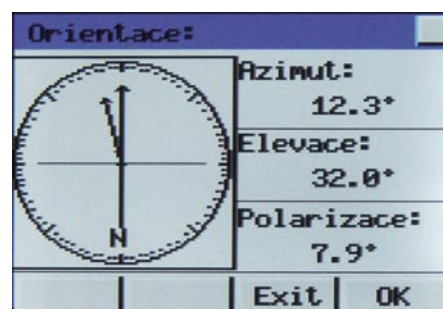 Orientace:
Azimut:
12.3°
Elevace:
32.0°
Polarizace:
7.9°
N
Exit
OK